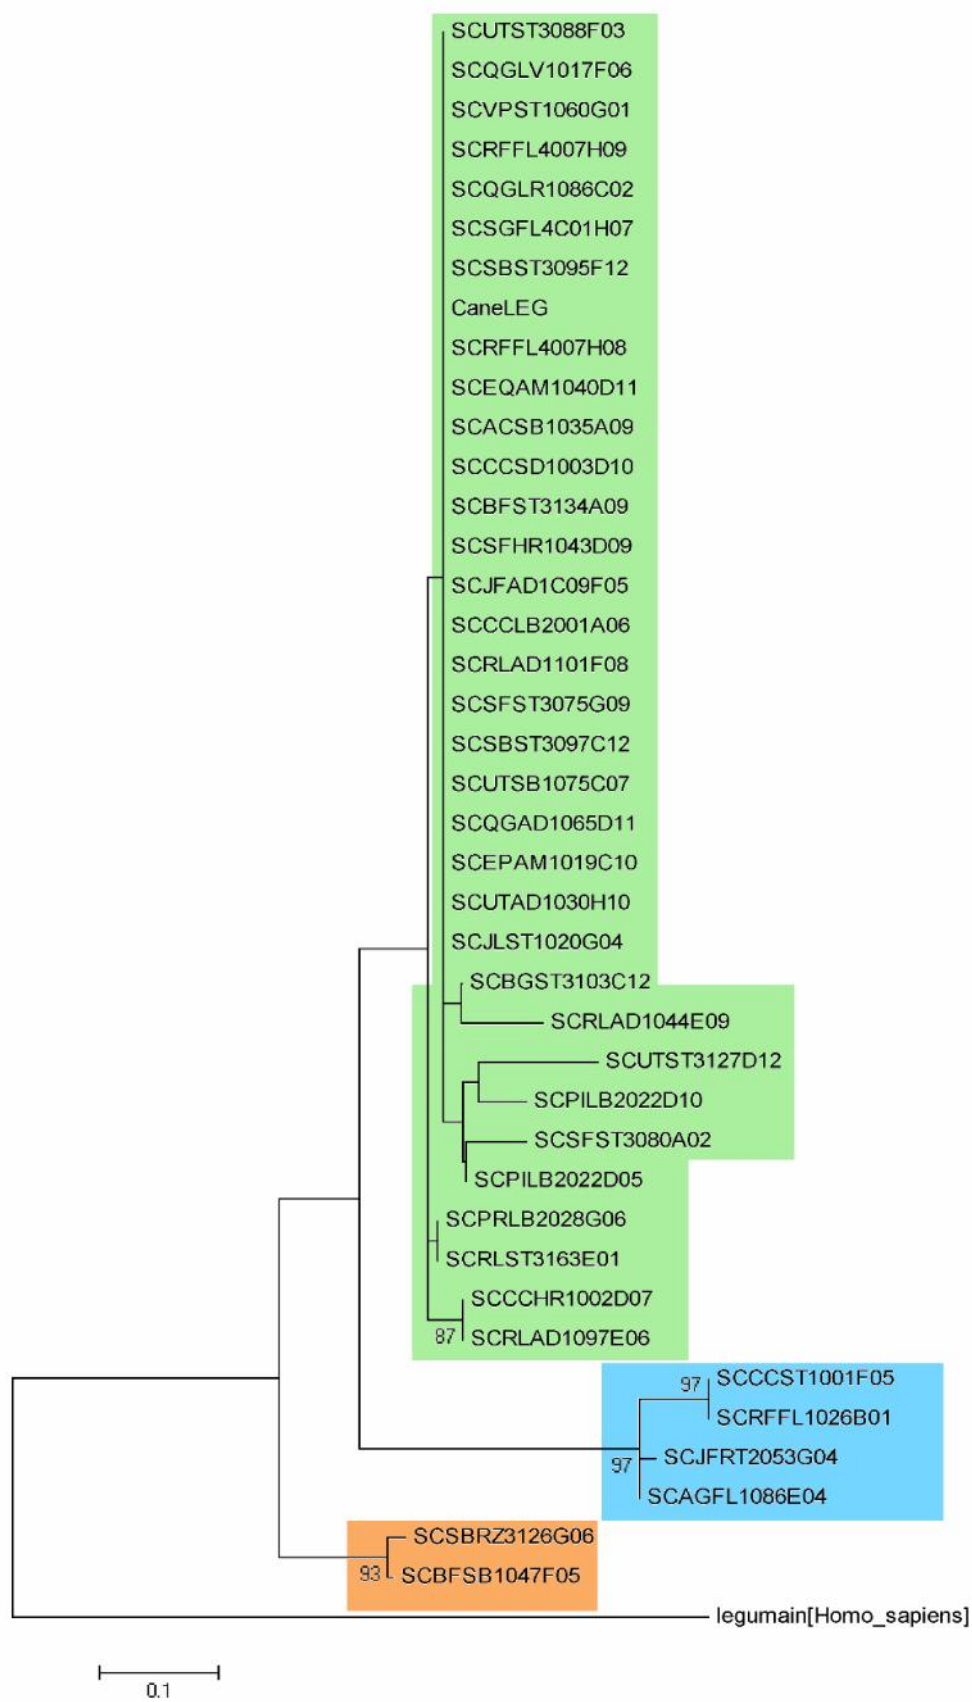 SCUTST3088F03
SCQGLV1017F06
SCVPST1060G01
SCRFFL4007H09
SCQGLR1086C02
SCSGFL4C01H07
SCSBST3095F12
CaneLEG
SCRFFL4007H08
SCEQAM1040D11
SCACSB1035A09
SCCCSD1003D10
SCBFST3134A09
SCSFHR1043D09
SCJFAD1C09F05
SCCCLB2001A06
SCRLAD1101F08
SCSFST3075G09
SCSBST3097C12
SCUTSB1075C07
SCQGAD1065D11
SCEPAM1019C10
SCUTAD1030H10
SCJLST1020G04
SCBGST3103C12
SCRLAD1044E09
SCUTST3127D12
SCPILB2022D10
SCSFST3080A02
SCPILB2022D05
SCPRLB2028G06
SCRLST3163E01
SCCCHR1002D07
87 SCRLAD1097E06
97 SCCCST1001F05
SCRFFL1026B01
97 SCJFRT2053G04
SCAGFL1086E04
SCSBRZ3126G06
93 SCBFSB1047F05
legumain[Homo_sapiens]
0.1